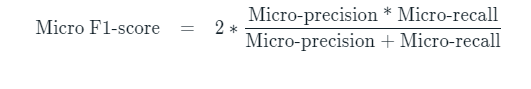 Micro F1-score = 2 * Micro-precision * Micro-recall
Micro-precision + Micro-recall